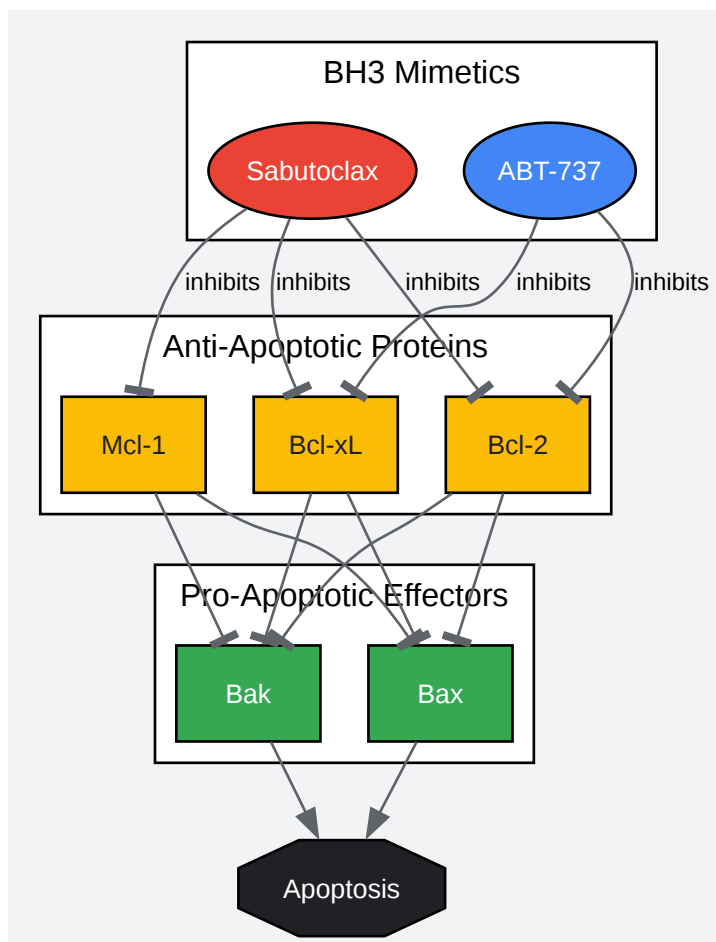 BH3 Mimetics
Sabutoclax
ABT-737
inhibits
inhibits
inhibits
inhibits
inhibits
Anti-Apoptotic Proteins
Mcl-1
Bcl-xL
Bcl-2
Pro-Apoptotic Effectors
Bak
Bax
Apoptosis